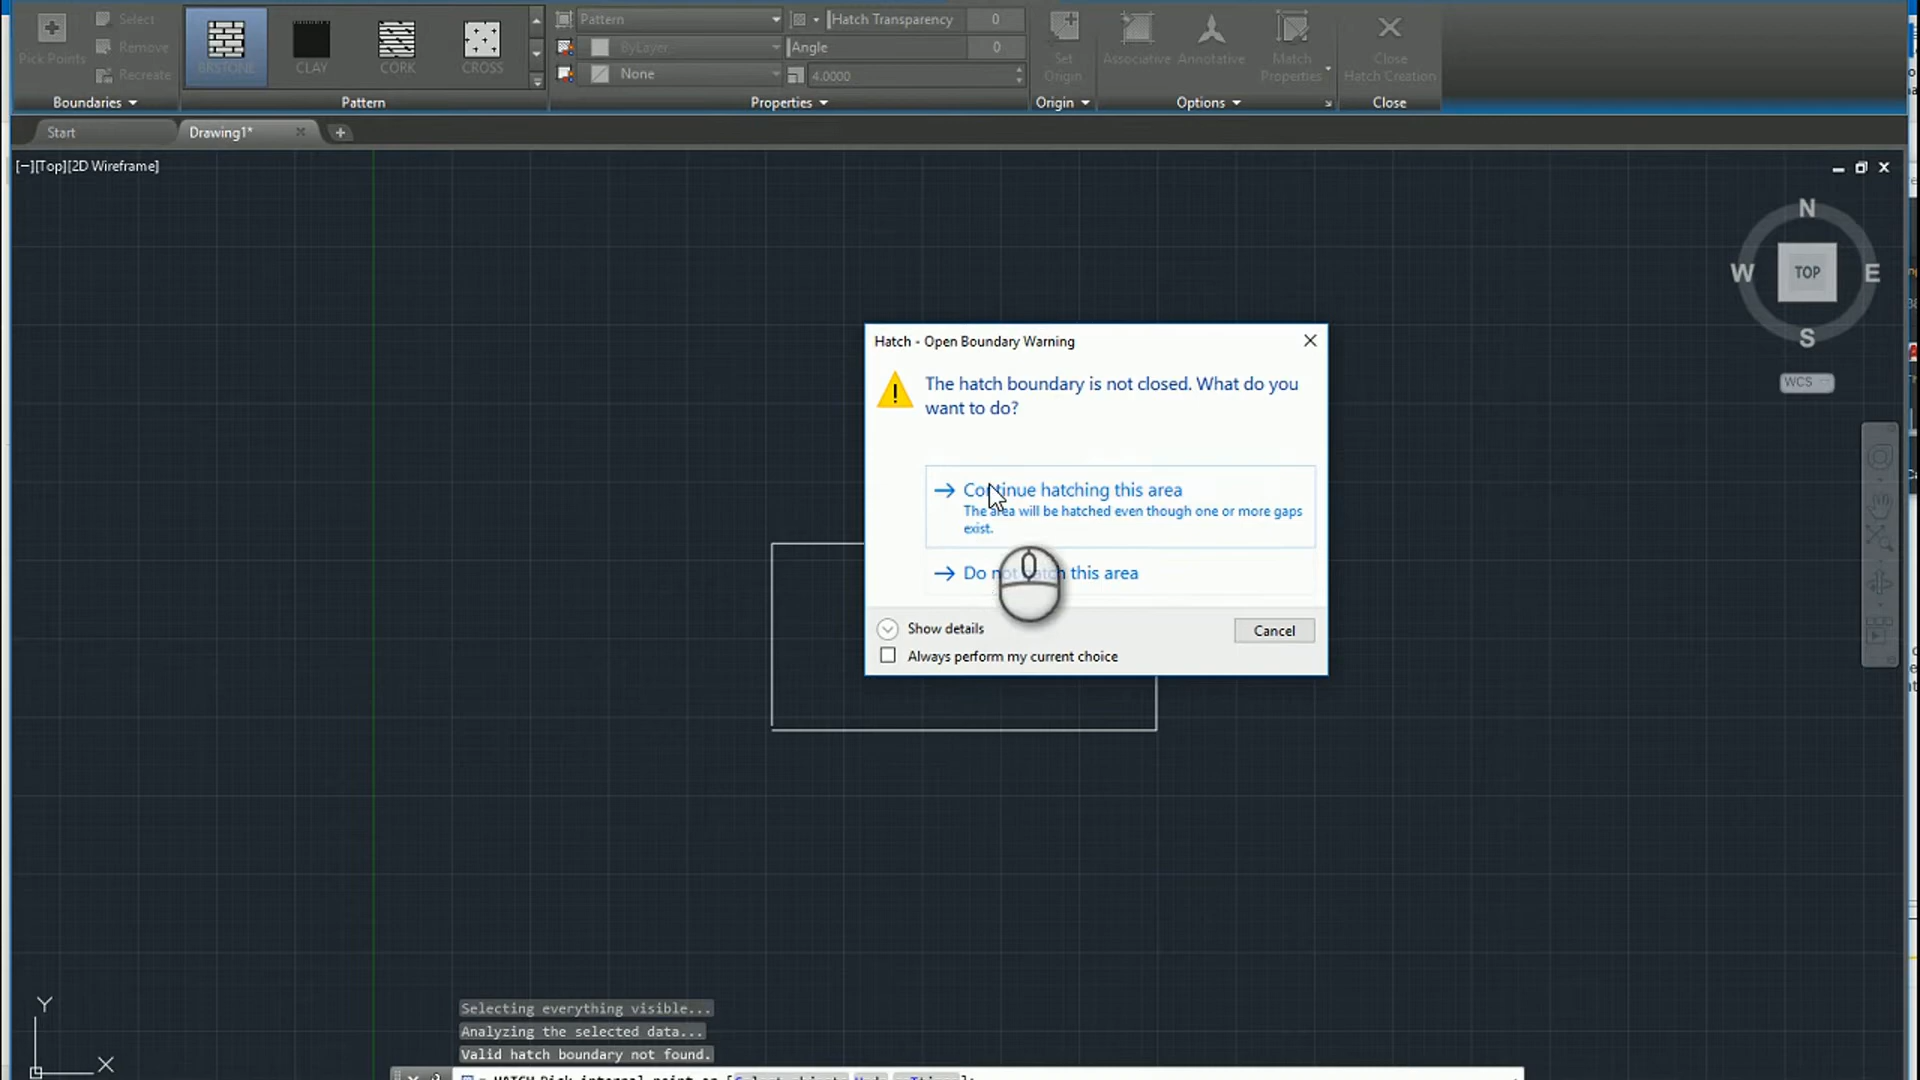 Pick Points
Select
Remove
Recreate
BRSTONE
CLAY
CORK
CROSS
Pattern
ByLayer
None
Hatch Transparency 0
Angle 0
4.0000
Set Origin
Associative
Annotative
Match Properties
Close Hatch Creation
Boundaries
Pattern
Properties
Origin
Options
Close
Start
Drawing1*
[−][Top][2D Wireframe]
N
W
TOP
E
S
WCS
Hatch - Open Boundary Warning
The hatch boundary is not closed. What do you
want to do?
Continue hatching this area
The area will be hatched even though one or more gaps
exist.
Do not hatch this area
Show details
Cancel
Always perform my current choice
Y
X
Selecting everything visible...
Analyzing the selected data...
Valid hatch boundary not found.
HATCH Pick internal point or [